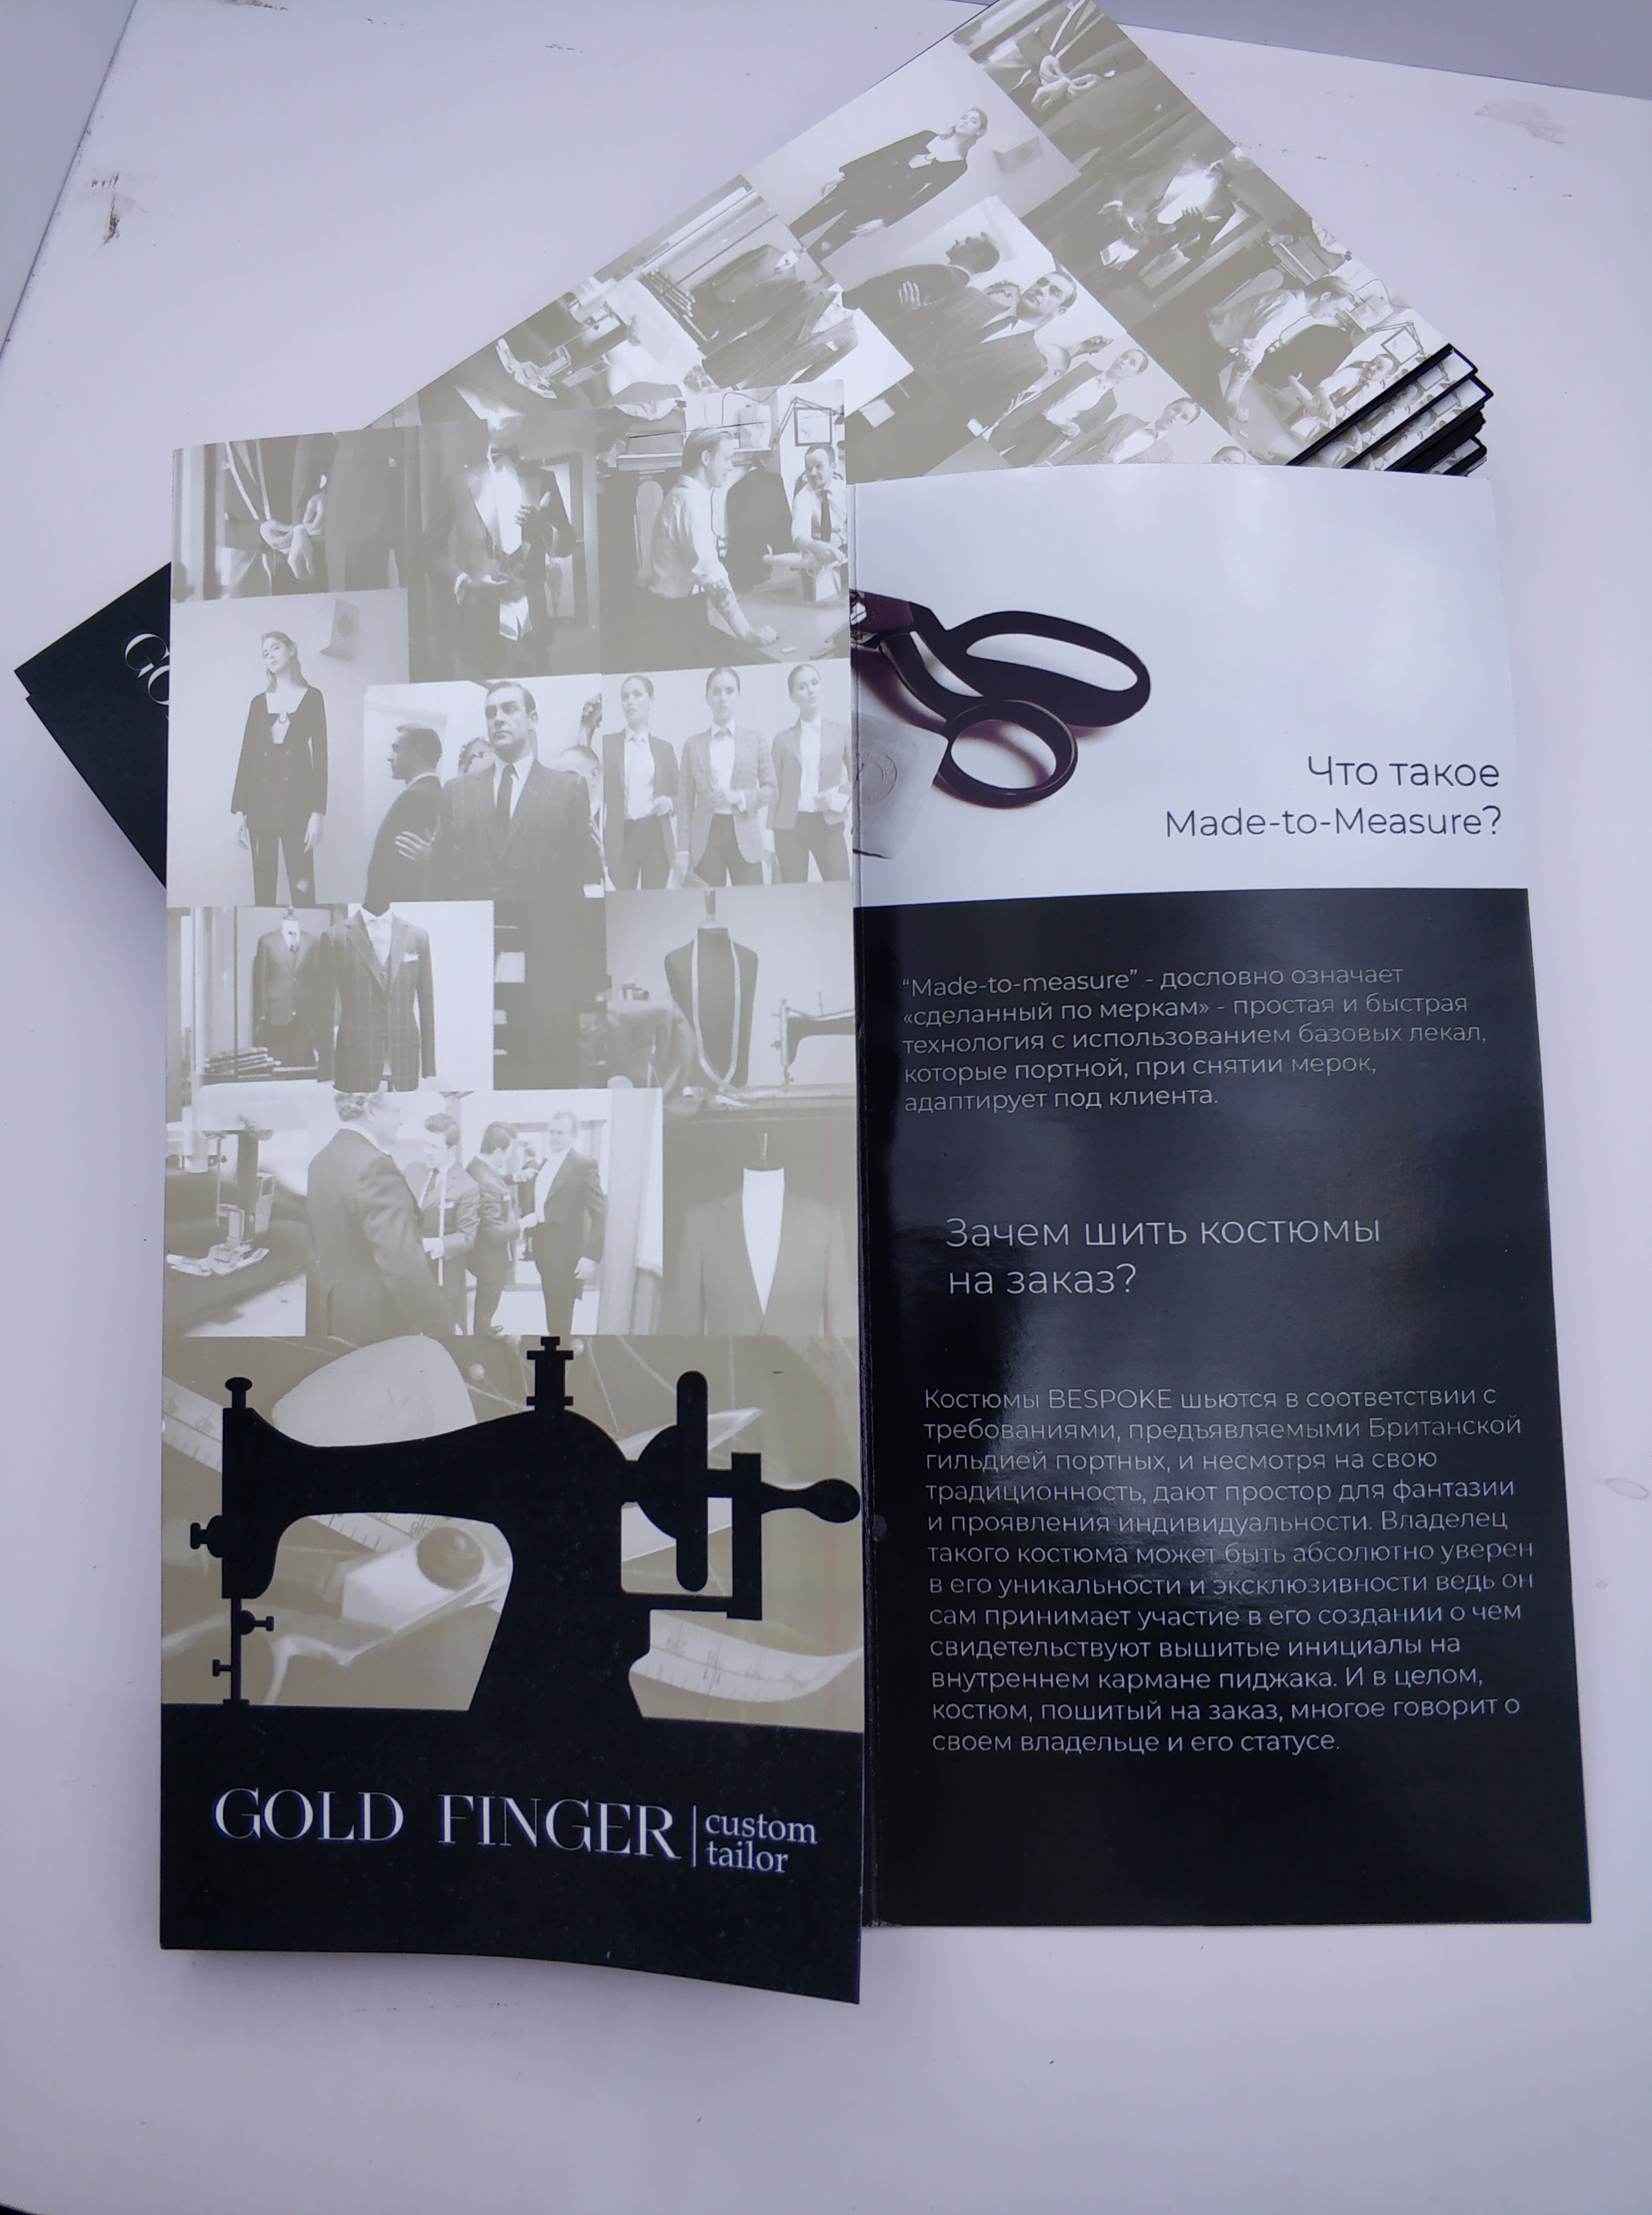 GO
GOLD FINGER
custom
tailor
Что такое
Made-to-Measure?
“Made-to-measure” - дословно означает
«сделанный по меркам» - простая и быстрая
технология с использованием базовых лекал,
которые портной, при снятии мерок,
адаптирует под клиента.
Зачем шить костюмы
на заказ?
Костюмы BESPOKE шьются в соответствии с
требованиями, предъявляемыми Британской
гильдией портных, и несмотря на свою
традиционность, дают простор для фантазии
и проявления индивидуальности. Владелец
такого костюма может быть абсолютно уверен
в его уникальности и эксклюзивности ведь он
сам принимает участие в его создании о чем
свидетельствуют вышитые инициалы на
внутреннем кармане пиджака. И в целом,
костюм, пошитый на заказ, многое говорит о
своем владельце и его статусе.